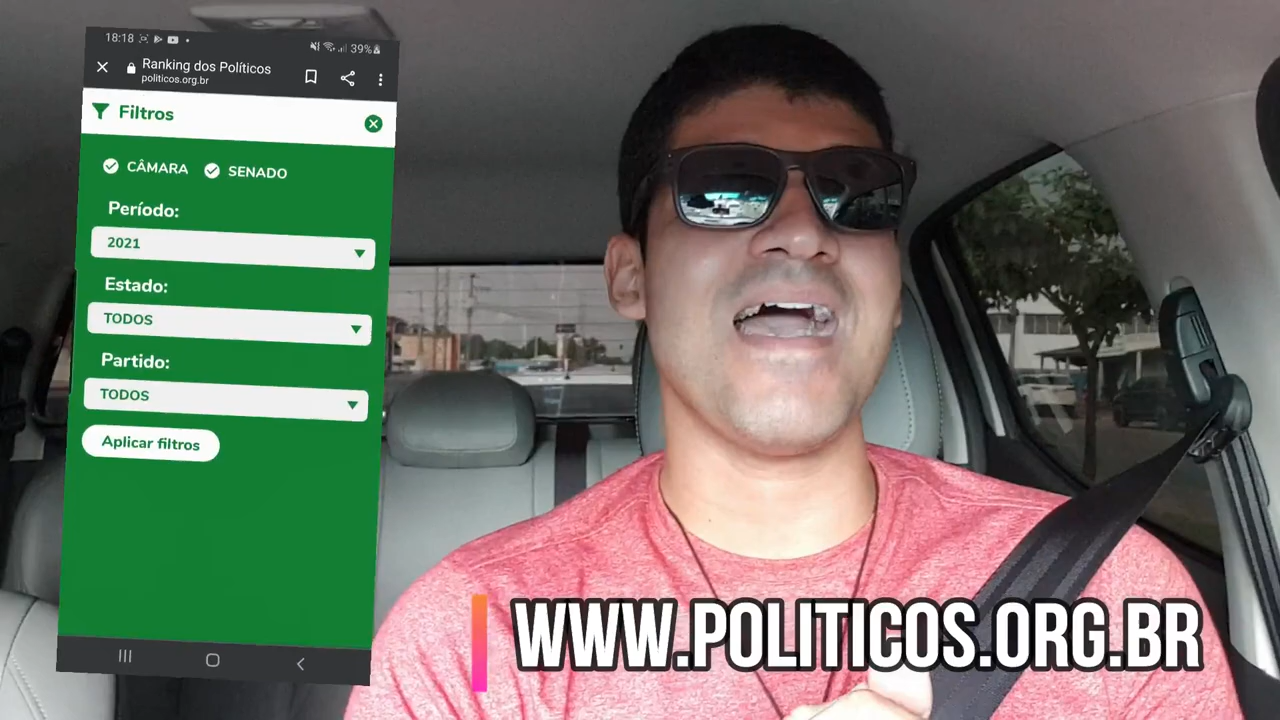 18:18
39%
Ranking dos Políticos
politicos.org.br
Filtros
CÂMARA SENADO
Período:
2021
Estado:
TODOS
Partido:
TODOS
Aplicar filtros
WWW.POLITICOS.ORG.BR